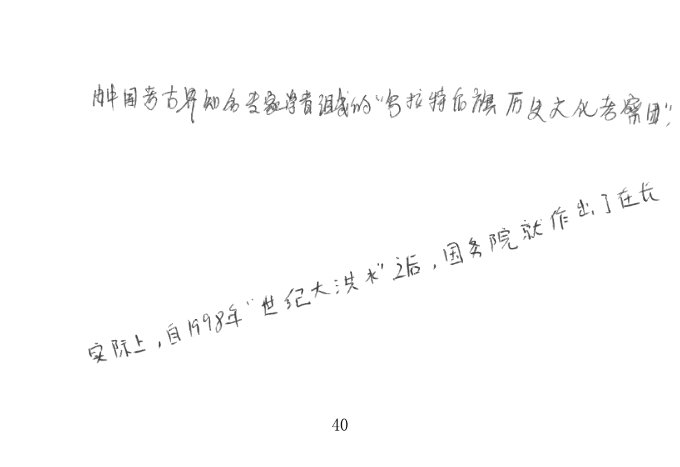 由中国考古界知名专家学者组成的“乌拉特后旗历史文化考察团”,
实际上,自1998年“世纪大洪水”之后,国务院就作出了在长
40